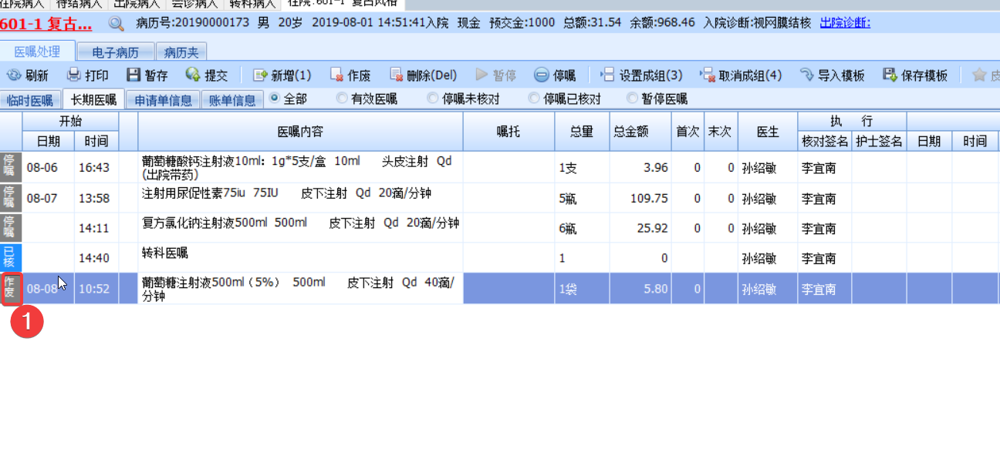 住院病人 待结病人 出院病人 会诊病人 转科病人 住院:601-1 复古风格
601-1 复古... 病历号:20190000173 男 20岁 2019-08-01 14:51:41入院 现金 预交金:1000 总额:31.54 余额:968.46 入院诊断:视网膜结核 出院诊断:
医嘱处理 电子病历 病历夹
刷新 打印 暂存 提交 新增(1) 作废 删除(Del) 暂停 停嘱 设置成组(3) 取消成组(4) 导入模板 保存模板
临时医嘱 长期医嘱 申请单信息 账单信息 全部 有效医嘱 停嘱未核对 停嘱已核对 暂停医嘱
开始 医嘱内容 嘱托 总量 总金额 首次 末次 医生 执 行
日期 时间 核对签名 护士签名 日期 时间
停嘱 08-06 16:43 葡萄糖酸钙注射液10ml: 1g*5支/盒 10ml 头皮注射 Qd 1支 3.96 0 0 孙绍敏 李宜南
(出院带药)
停嘱 08-07 13:58 注射用尿促性素75iu 75IU 皮下注射 Qd 20滴/分钟 5瓶 109.75 0 0 孙绍敏 李宜南
停嘱 14:11 复方氯化钠注射液500ml 500ml 皮下注射 Qd 20滴/分钟 6瓶 25.92 0 0 孙绍敏 李宜南
已核 14:40 转科医嘱 1 0 孙绍敏 李宜南
作废 08-08 10:52 葡萄糖注射液500ml (5%) 500ml 皮下注射 Qd 40滴/ 1袋 5.80 0 孙绍敏 李宜南
分钟
1